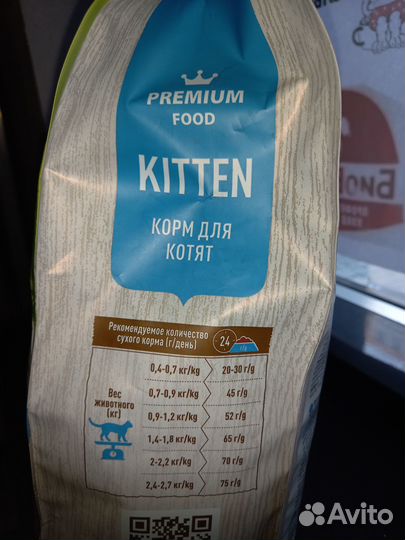 PREMIUM
FOOD
KITTEN
КОРМ ДЛЯ
КОТЯТ
Рекомендуемое количество
сухого корма (г/день)
24
г/g
Вес
животного
(кг)
0,4-0,7 кг/kg 20-30 г/g
0,7-0,9 кг/kg 45 г/g
0,9-1,2 кг/kg 52 г/g
1,4-1,8 кг/kg 65 г/g
2-2,2 кг/kg 70 г/g
2,4-2,7 кг/kg 75 г/g
Avito